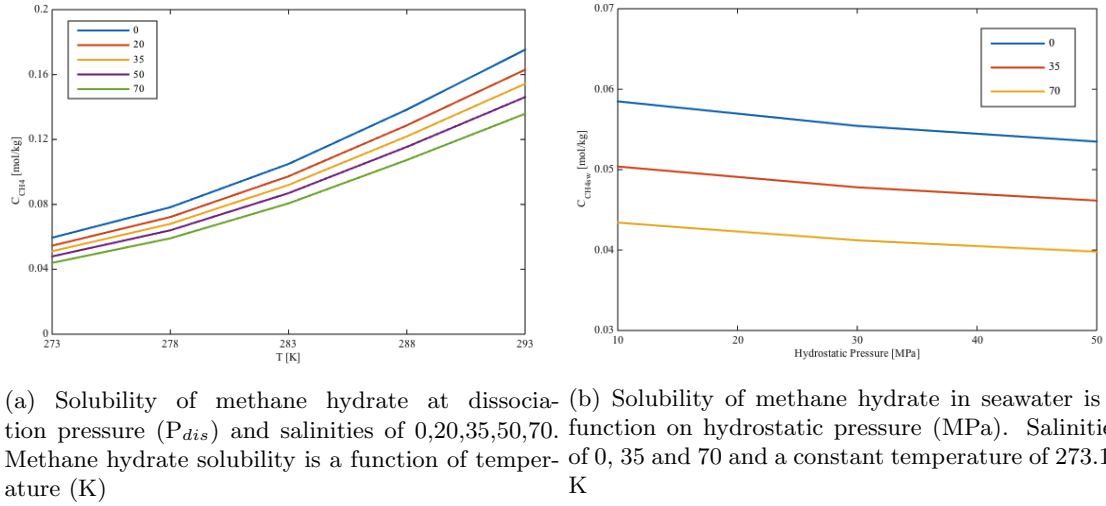 0.2
0.16
0.12
0.08
0.04
0
C_CH4 [mol/kg]
0
20
35
50
70
273
278
283
288
293
T [K]
0.07
0.06
0.05
0.04
0.03
C_CH4sw [mol/kg]
0
35
70
10
20
30
40
50
Hydrostatic Pressure [MPa]
(a) Solubility of methane hydrate at dissocia-
tion pressure (P_dis) and salinities of 0,20,35,50,70.
Methane hydrate solubility is a function of temper-
ature (K)
(b) Solubility of methane hydrate in seawater is
function on hydrostatic pressure (MPa). Salinitie
of 0, 35 and 70 and a constant temperature of 273.1
K